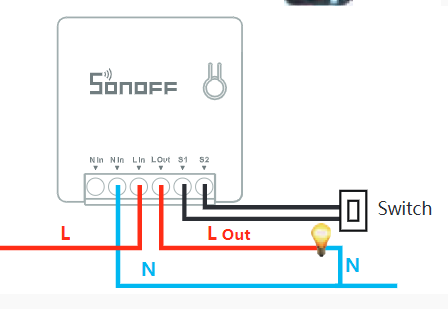 SONOFF
N In N In L In L Out S1 S2
Switch
L
L Out
N
N